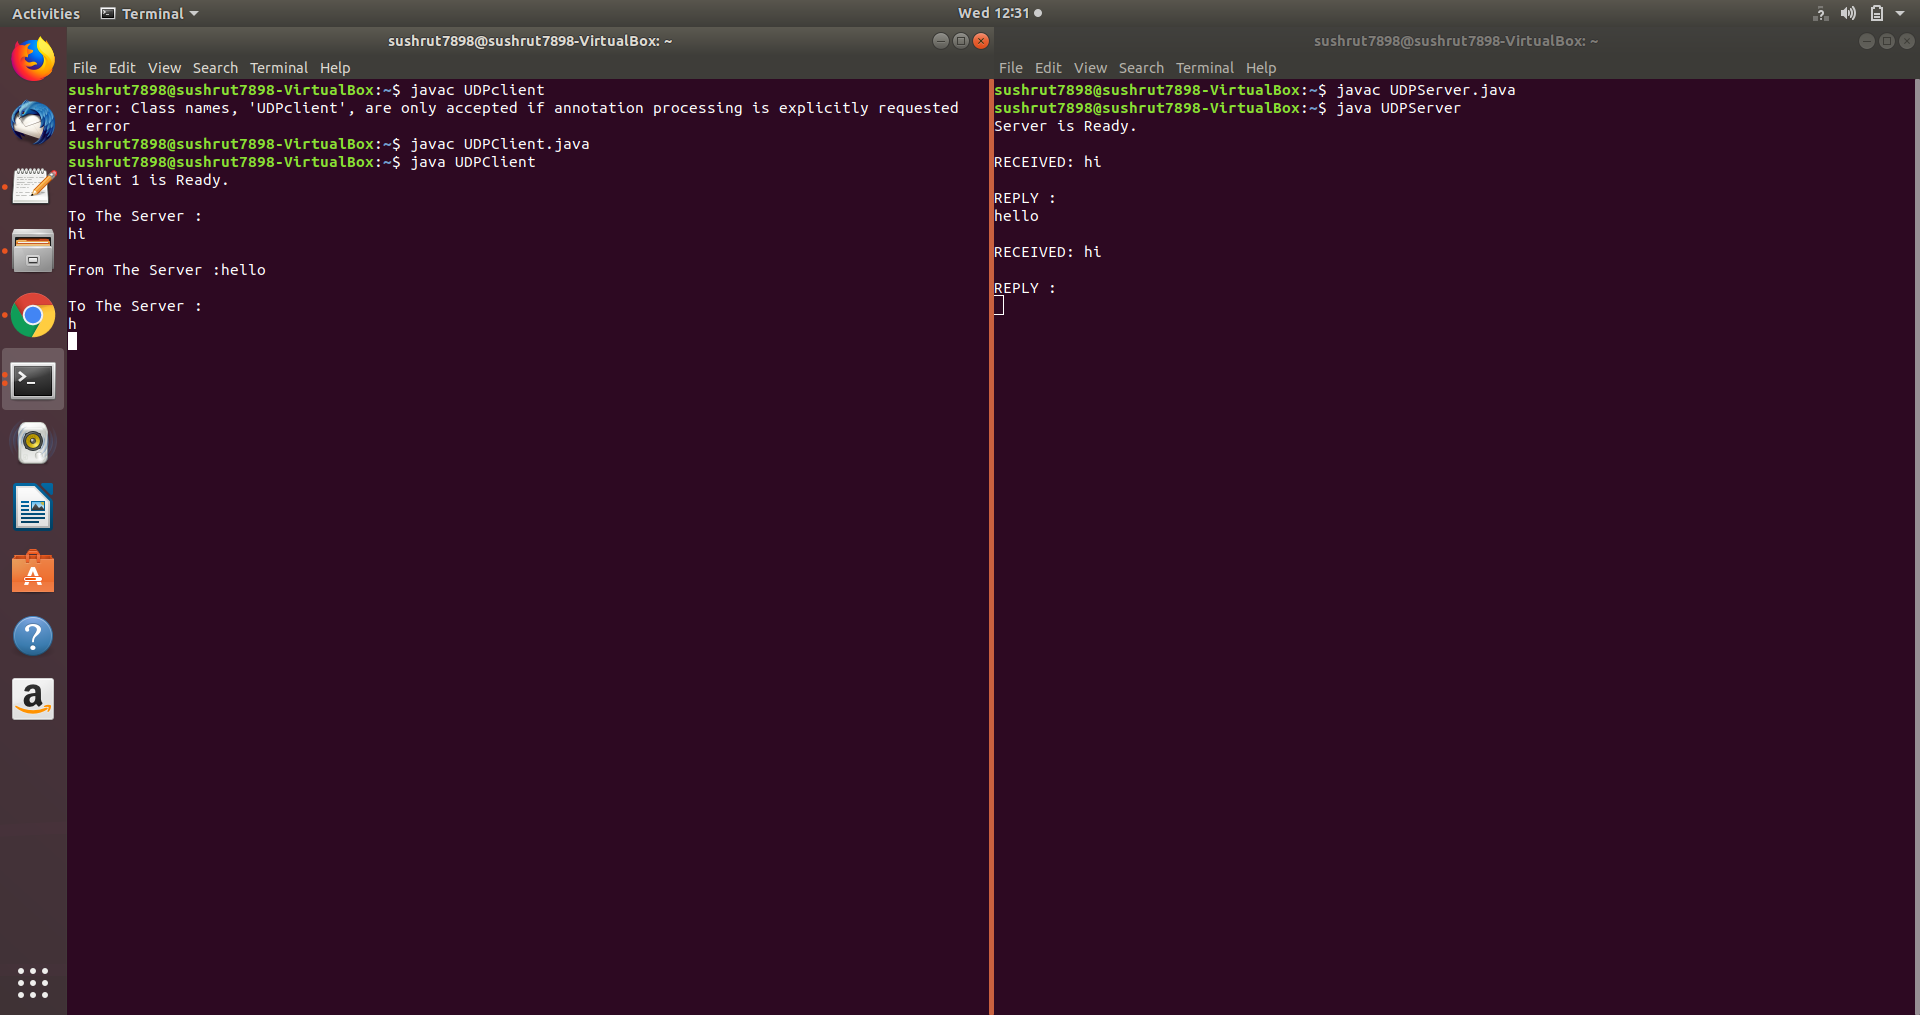 Activities Terminal Wed 12:31
sushrut7898@sushrut7898-VirtualBox: ~
File Edit View Search Terminal Help
sushrut7898@sushrut7898-VirtualBox:~$ javac UDPclient
error: Class names, 'UDPclient', are only accepted if annotation processing is explicitly requested
1 error
sushrut7898@sushrut7898-VirtualBox:~$ javac UDPClient.java
sushrut7898@sushrut7898-VirtualBox:~$ java UDPClient
Client 1 is Ready.
To The Server :
hi
From The Server :hello
To The Server :
h
sushrut7898@sushrut7898-VirtualBox: ~
File Edit View Search Terminal Help
sushrut7898@sushrut7898-VirtualBox:~$ javac UDPServer.java
sushrut7898@sushrut7898-VirtualBox:~$ java UDPServer
Server is Ready.
RECEIVED: hi
REPLY :
hello
RECEIVED: hi
REPLY :